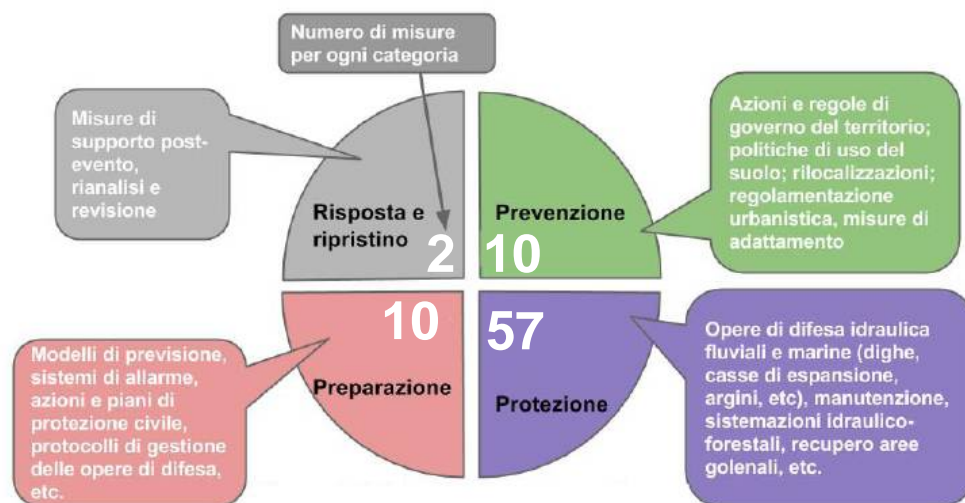 Numero di misure
per ogni categoria
Misure di
supporto post-
evento,
rianalisi e
revisione
Risposta e
ripristino
2
Prevenzione
10
Azioni e regole di
governo del territorio;
politiche di uso del
suolo; rilocalizzazioni;
regolamentazione
urbanistica, misure di
adattamento
Modelli di previsione,
sistemi di allarme,
azioni e piani di
protezione civile,
protocolli di gestione
delle opere di difesa,
etc.
10
Preparazione
57
Protezione
Opere di difesa idraulica
fluviali e marine (dighe,
casse di espansione,
argini, etc), manutenzione,
sistemazioni idraulico-
forestali, recupero aree
golenali, etc.